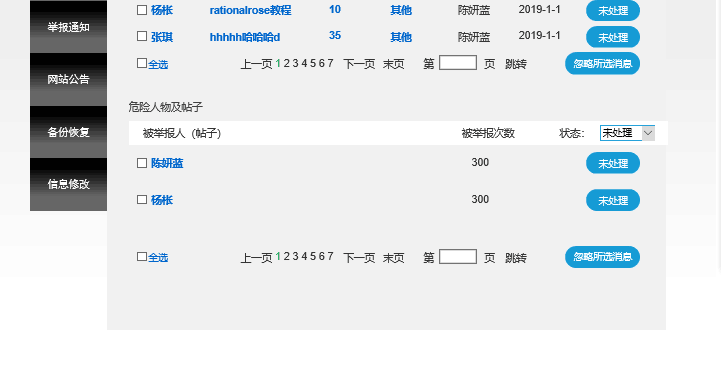 举报通知
网站公告
备份恢复
信息修改
杨枨 rationalrose教程 10 其他 陈妍蓝 2019-1-1 未处理
张琪 hhhhh哈哈哈d 35 其他 陈妍蓝 2019-1-1 未处理
全选 上一页 1 2 3 4 5 6 7 下一页 末页 第 页 跳转 忽略所选消息
危险人物及帖子
被举报人（帖子） 被举报次数 状态： 未处理
陈妍蓝 300 未处理
杨枨 300 未处理
全选 上一页 1 2 3 4 5 6 7 下一页 末页 第 页 跳转 忽略所选消息